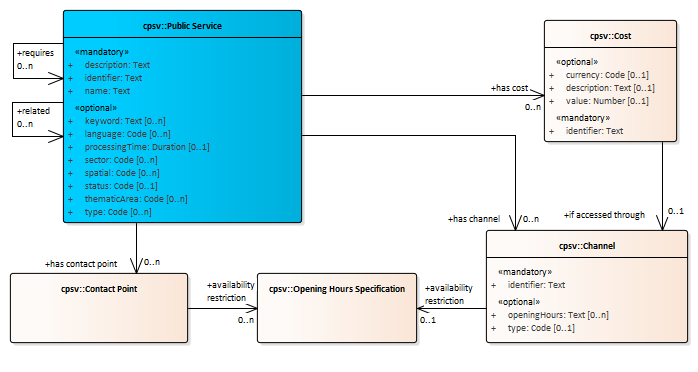 cpsv::Public Service
«mandatory»
+ description: Text
+ identifier: Text
+ name: Text
«optional»
+ keyword: Text [0..n]
+ language: Code [0..n]
+ processingTime: Duration [0..1]
+ sector: Code [0..n]
+ spatial: Code [0..n]
+ status: Code [0..1]
+ thematicArea: Code [0..n]
+ type: Code [0..n]
+requires
0..n
+related
0..n
+has cost
0..n
cpsv::Cost
«optional»
+ currency: Code [0..1]
+ description: Text [0..1]
+ value: Number [0..1]
«mandatory»
+ identifier: Text
+has channel
0..n
+if accessed through
0..1
+has contact point
0..n
cpsv::Contact Point
+availability
restriction
0..n
cpsv::Opening Hours Specification
+availability
restriction
0..1
cpsv::Channel
«mandatory»
+ identifier: Text
«optional»
+ openingHours: Text [0..n]
+ type: Code [0..1]